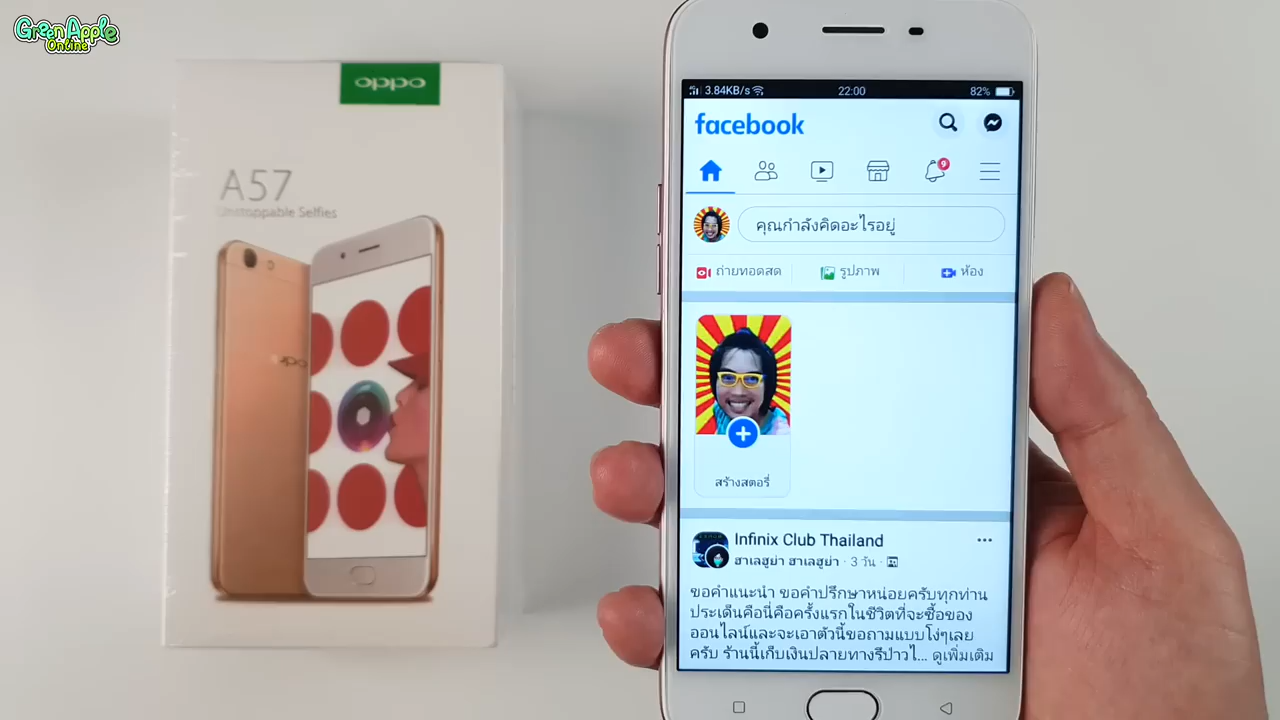 GreenApple
Online
oppo
A57
Unstoppable Selfies
oppo
3.84KB/s
22:00
82%
facebook
9
คุณกำลังคิดอะไรอยู่
ถ่ายทอดสด
รูปภาพ
ห้อง
สร้างสตอรี่
Infinix Club Thailand
ฮาเลฮูย่า ฮาเลฮูย่า · 3 วัน ·
ขอคำแนะนำ ขอคำปรึกษาหน่อยครับทุกท่าน
ประเด็นคือนี่คือครั้งแรกในชีวิตที่จะซื้อของ
ออนไลน์และจะเอาตัวนี้ขอถามแบบโง่ๆเลย
ครับ ร้านนี้เก็บเงินปลายทางรึป่าวไ... ดูเพิ่มเติม